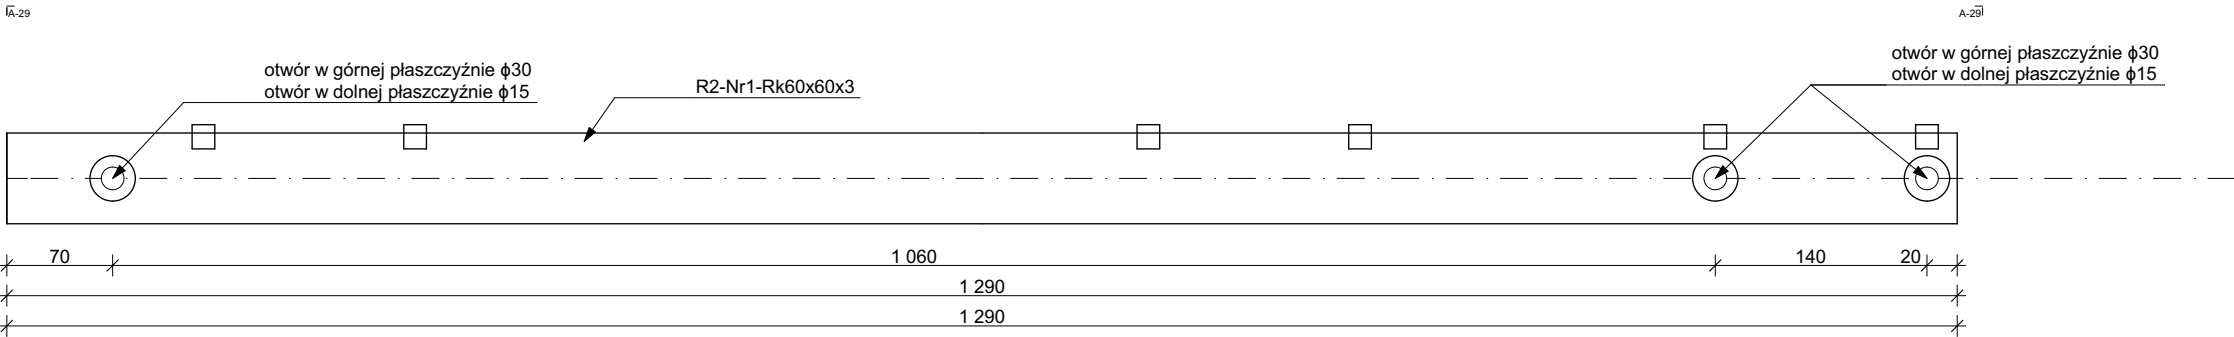 A-29
A-29
otwór w górnej płaszczyźnie ϕ30
otwór w dolnej płaszczyźnie ϕ15
R2-Nr1-Rk60x60x3
otwór w górnej płaszczyźnie ϕ30
otwór w dolnej płaszczyźnie ϕ15
70
1 060
140
20
1 290
1 290